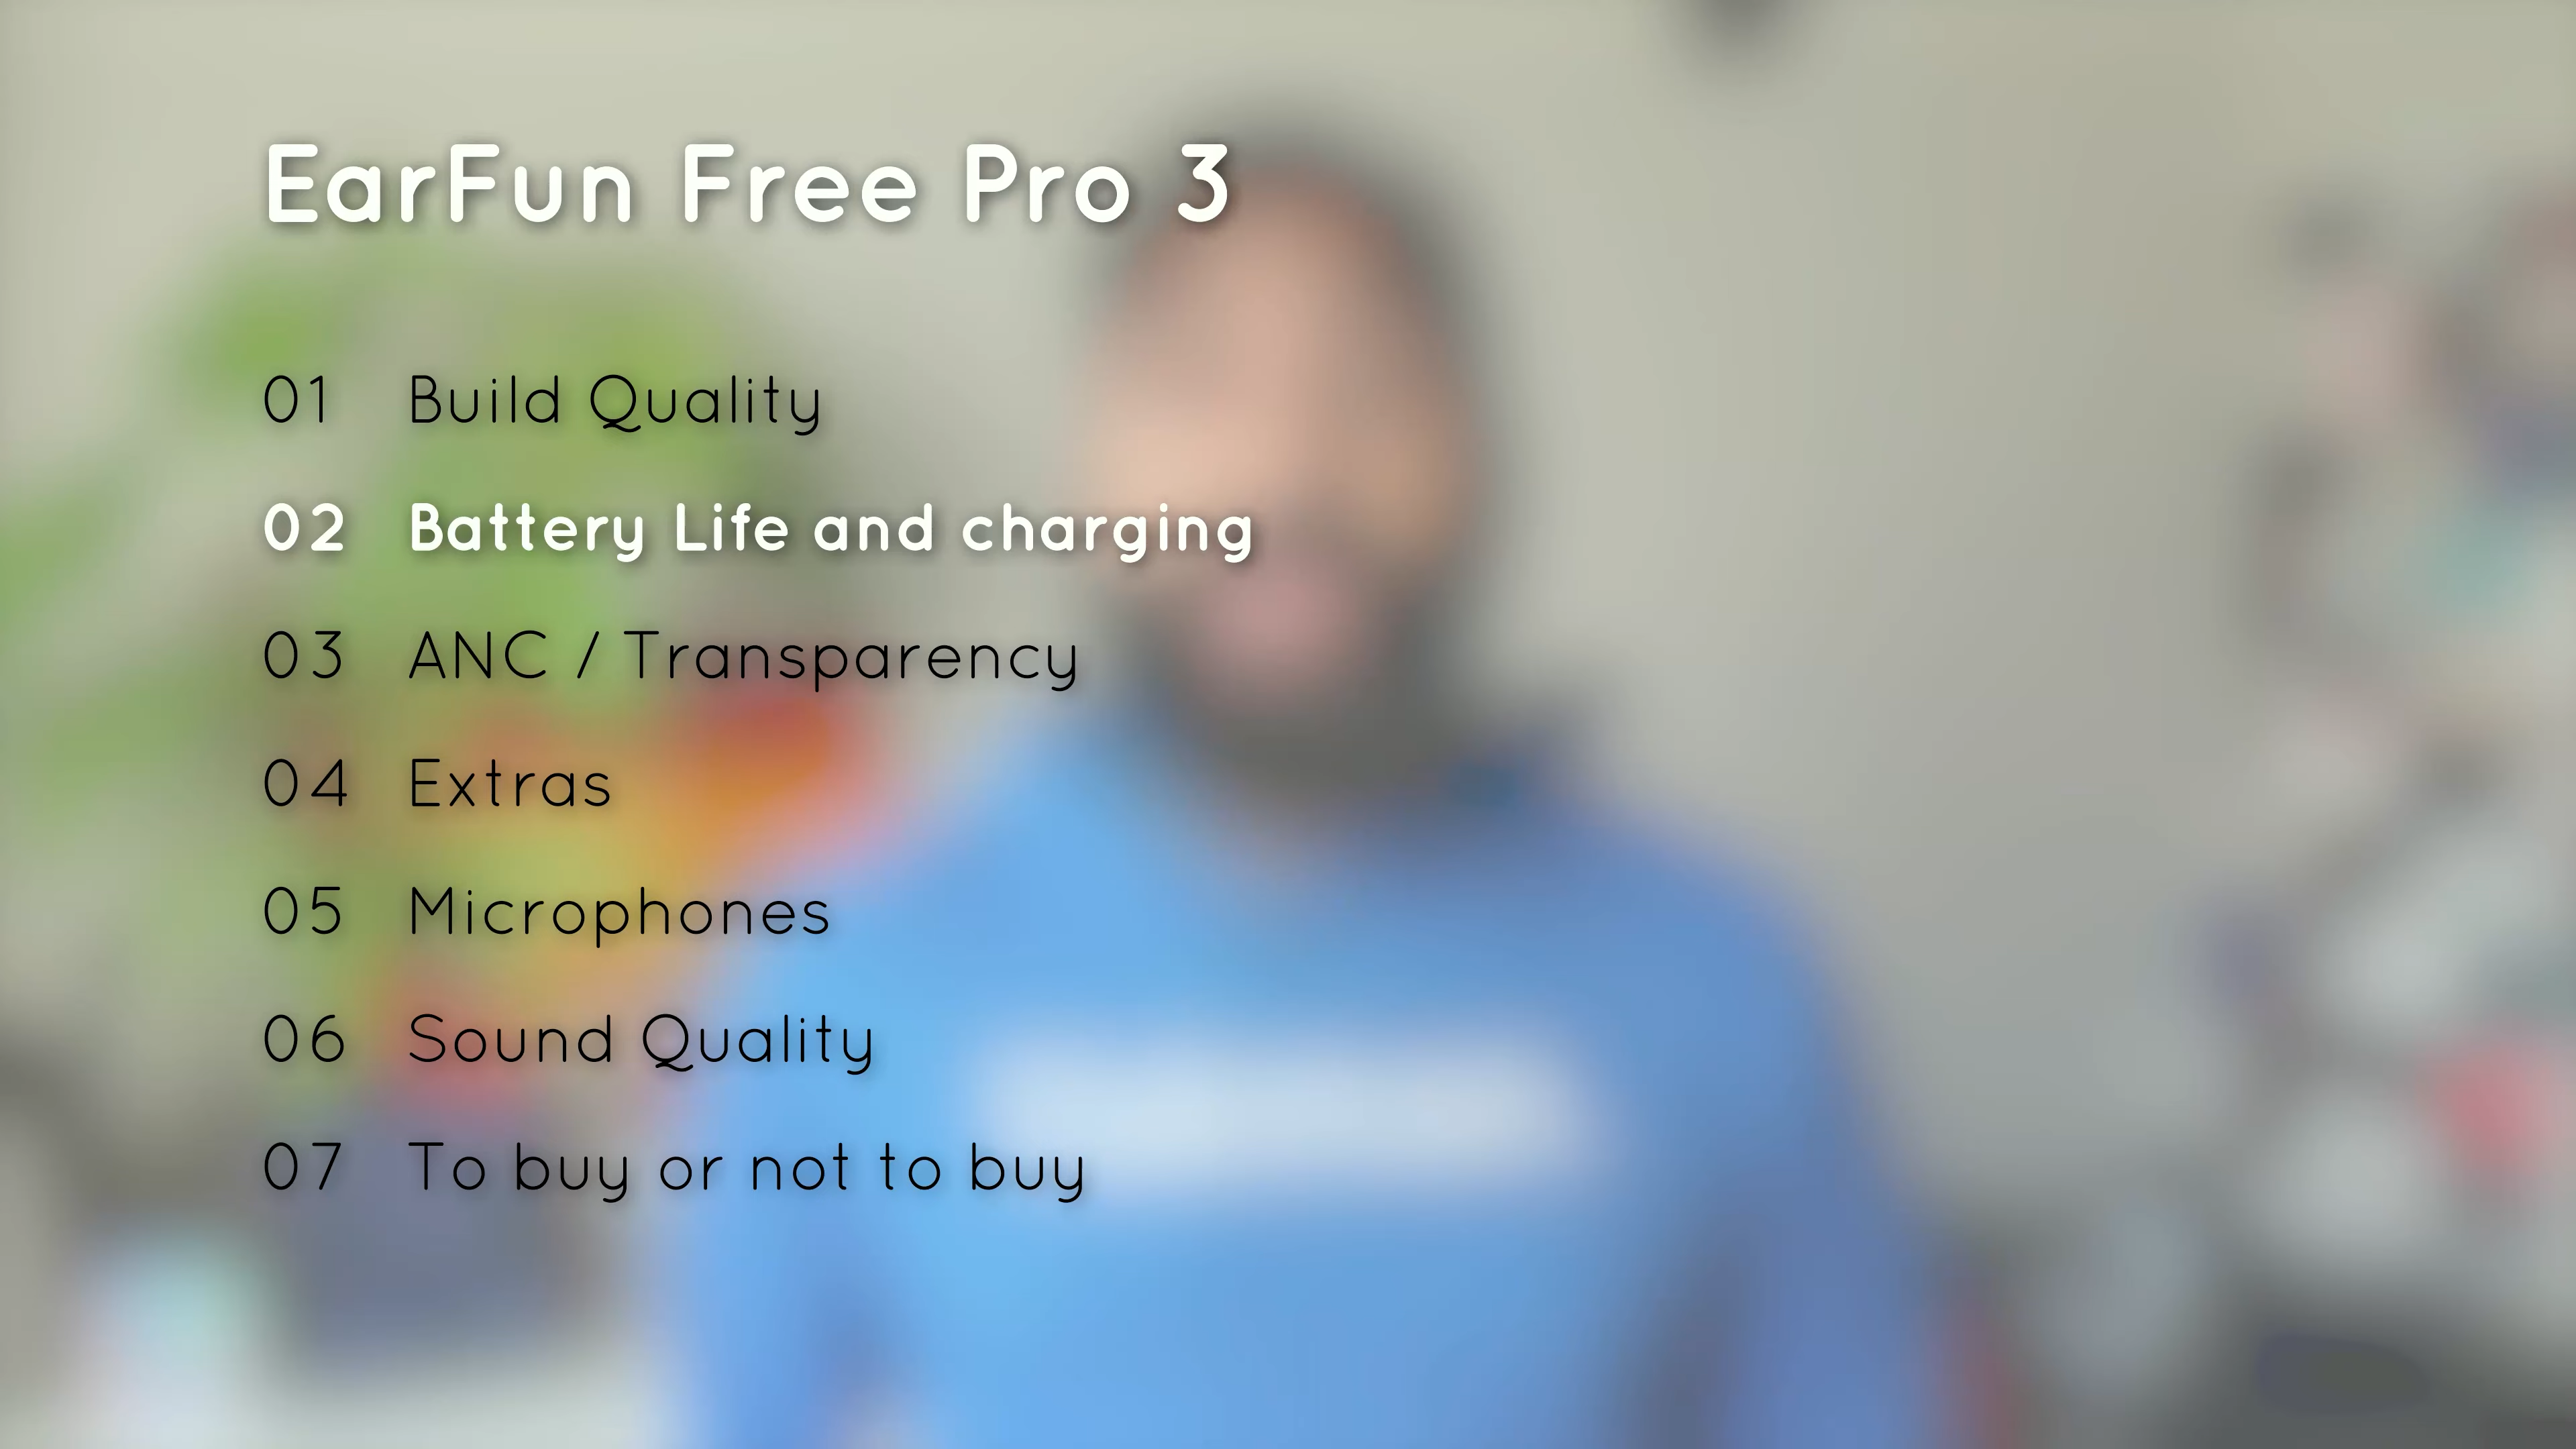 EarFun Free Pro 3
01 Build Quality
02 Battery Life and charging
03 ANC / Transparency
04 Extras
05 Microphones
06 Sound Quality
07 To buy or not to buy